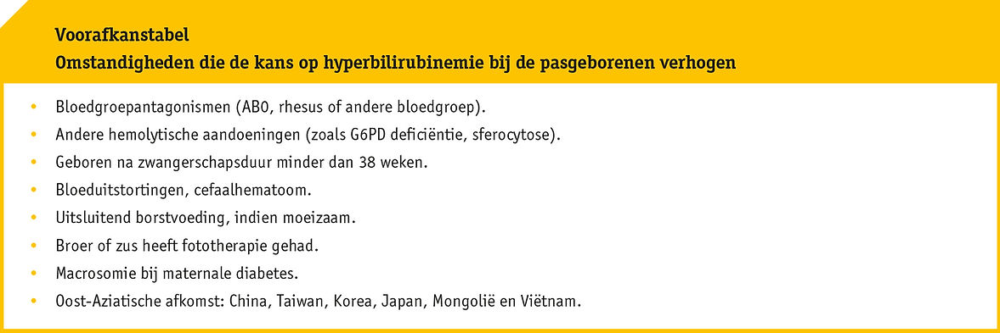 Voorafkanstabel
Omstandigheden die de kans op hyperbilirubinemie bij de pasgeborenen verhogen
• Bloedgroepantagonismen (AB0, rhesus of andere bloedgroep).
• Andere hemolytische aandoeningen (zoals G6PD deficiëntie, sferocytose).
• Geboren na zwangerschapsduur minder dan 38 weken.
• Bloeduitstortingen, cefaalhematoom.
• Uitsluitend borstvoeding, indien moeizaam.
• Broer of zus heeft fototherapie gehad.
• Macrosomie bij maternale diabetes.
• Oost-Aziatische afkomst: China, Taiwan, Korea, Japan, Mongolië en Viëtnam.